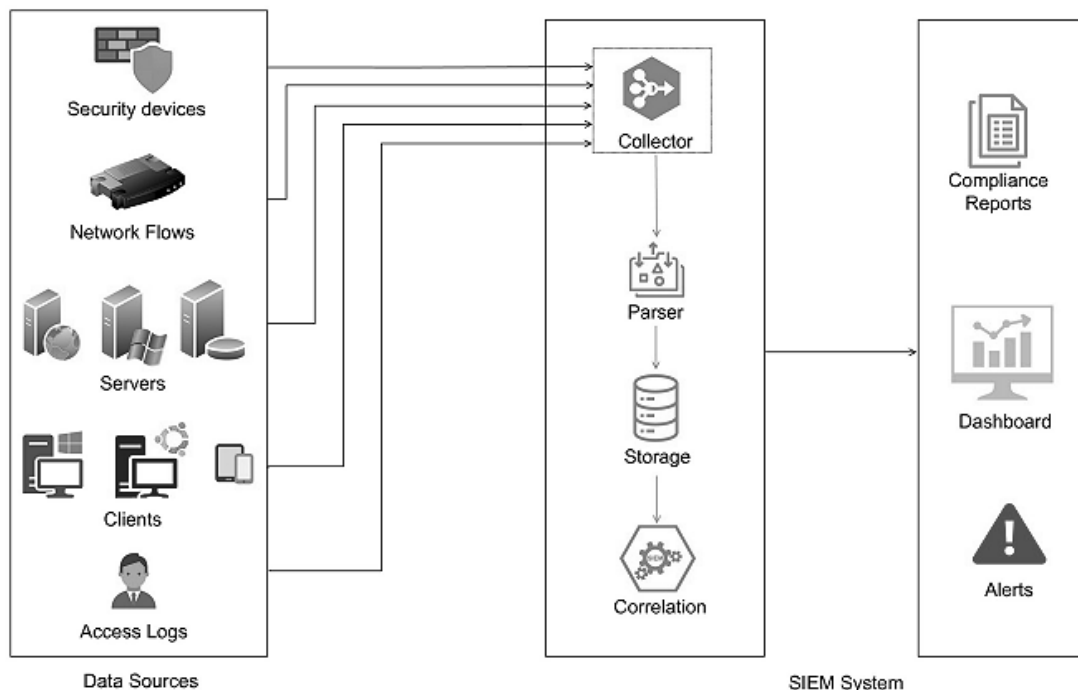 Security devices
Network Flows
Servers
Clients
Access Logs
Data Sources
Collector
Parser
Storage
SIEM
Correlation
SIEM System
Compliance
Reports
Dashboard
Alerts